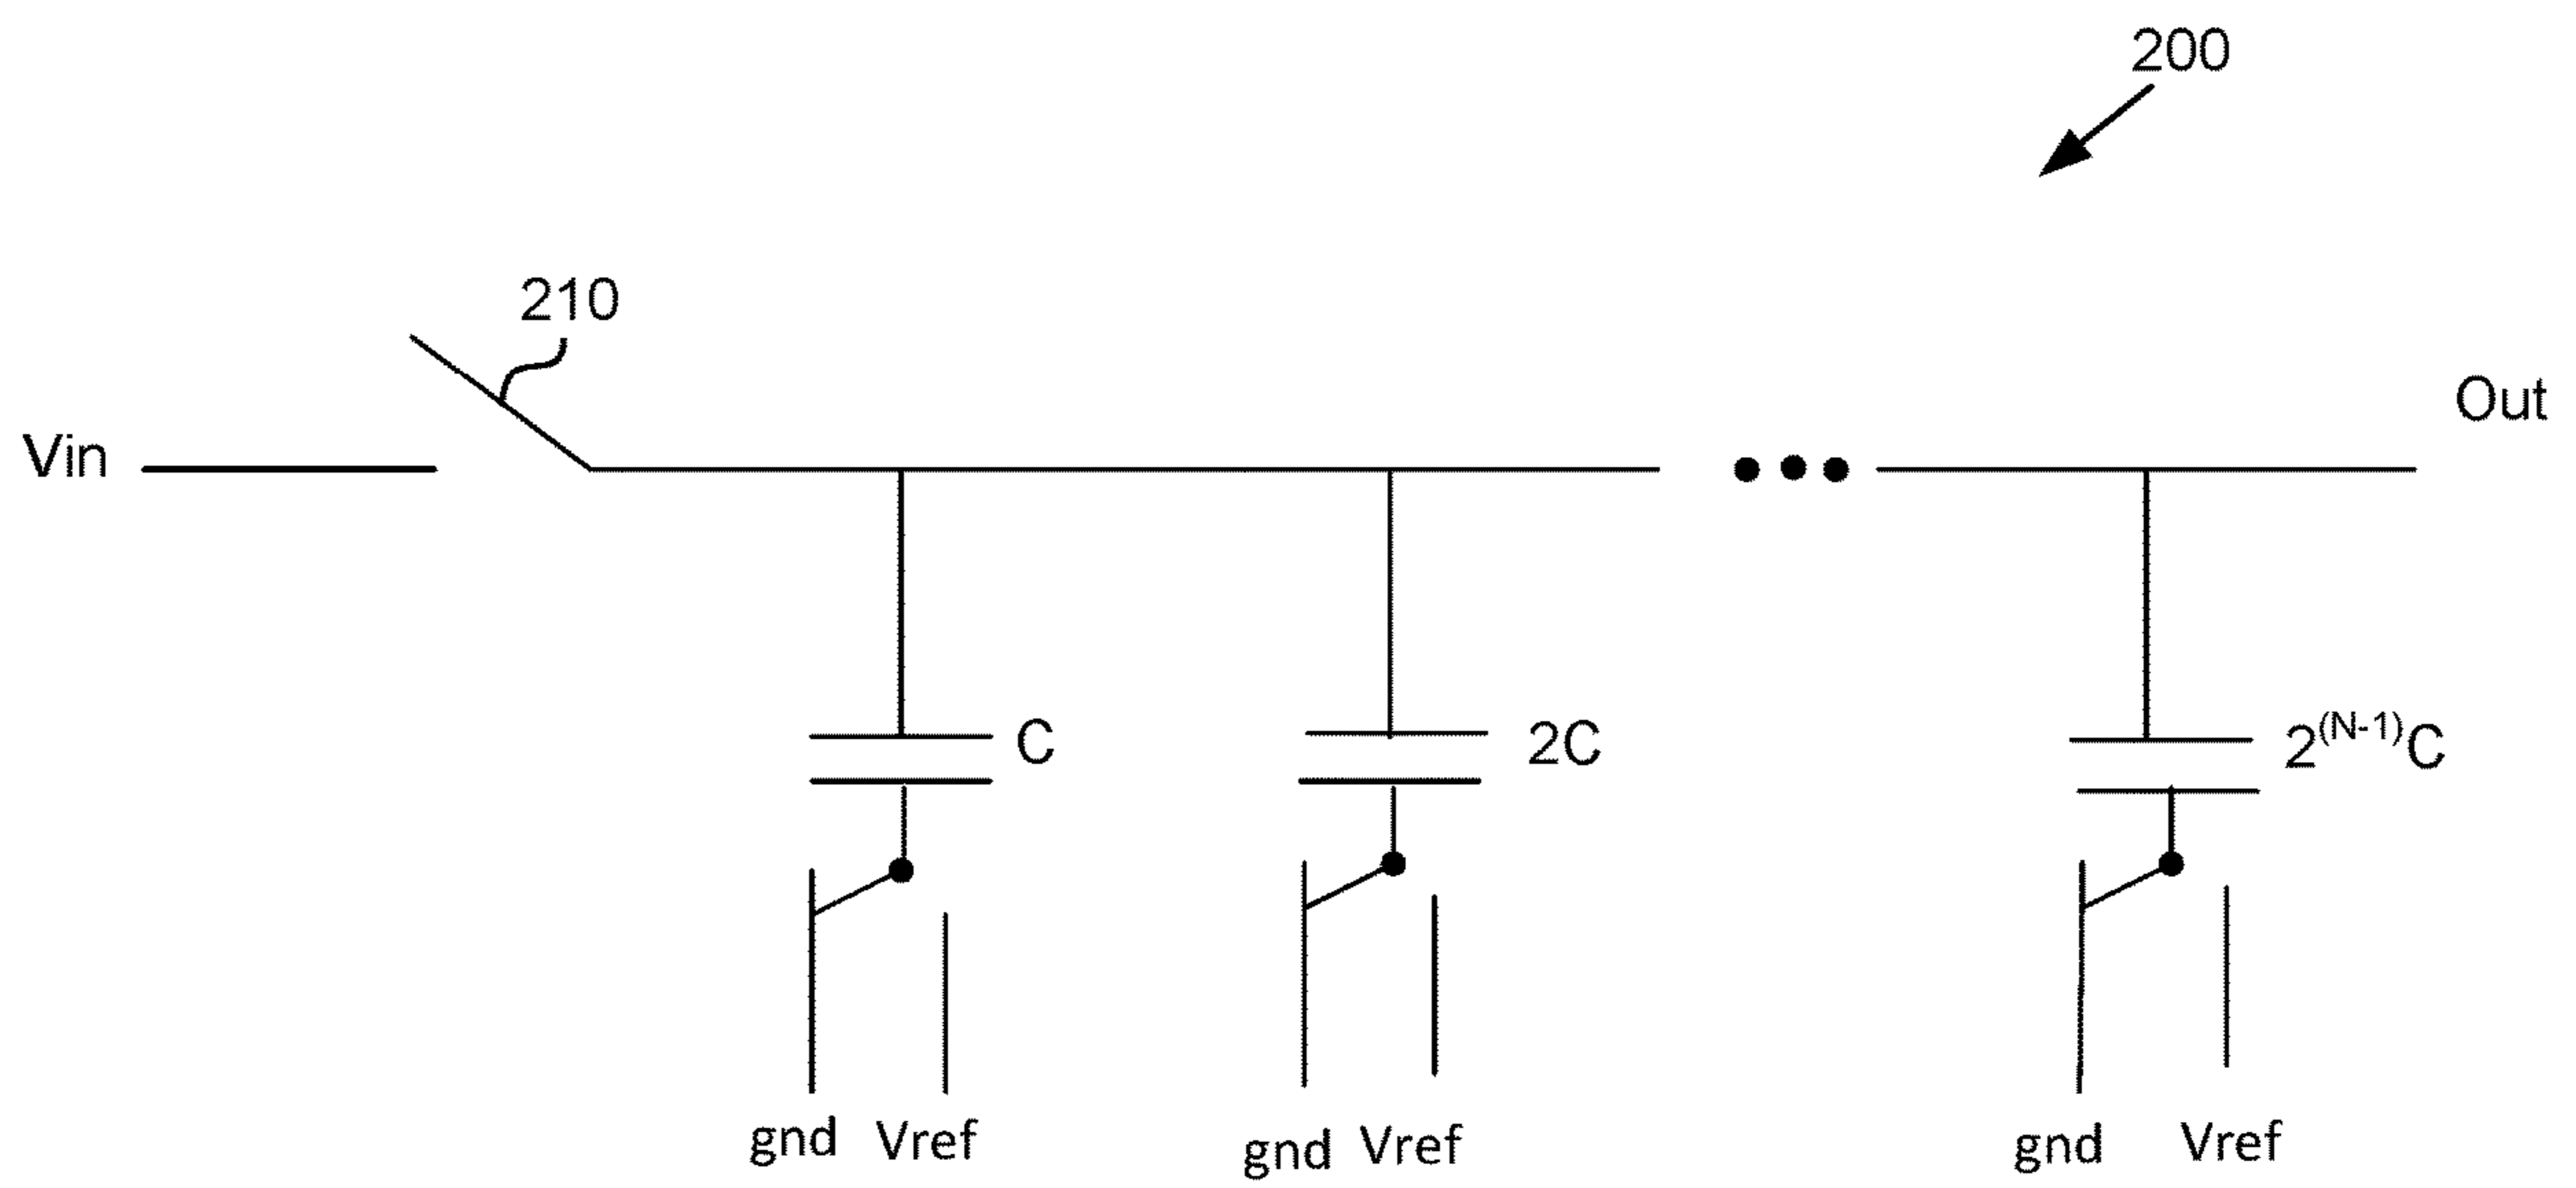 200
210
Vin
Out
C
2C
2^(N-1)C
gnd Vref
gnd Vref
gnd Vref